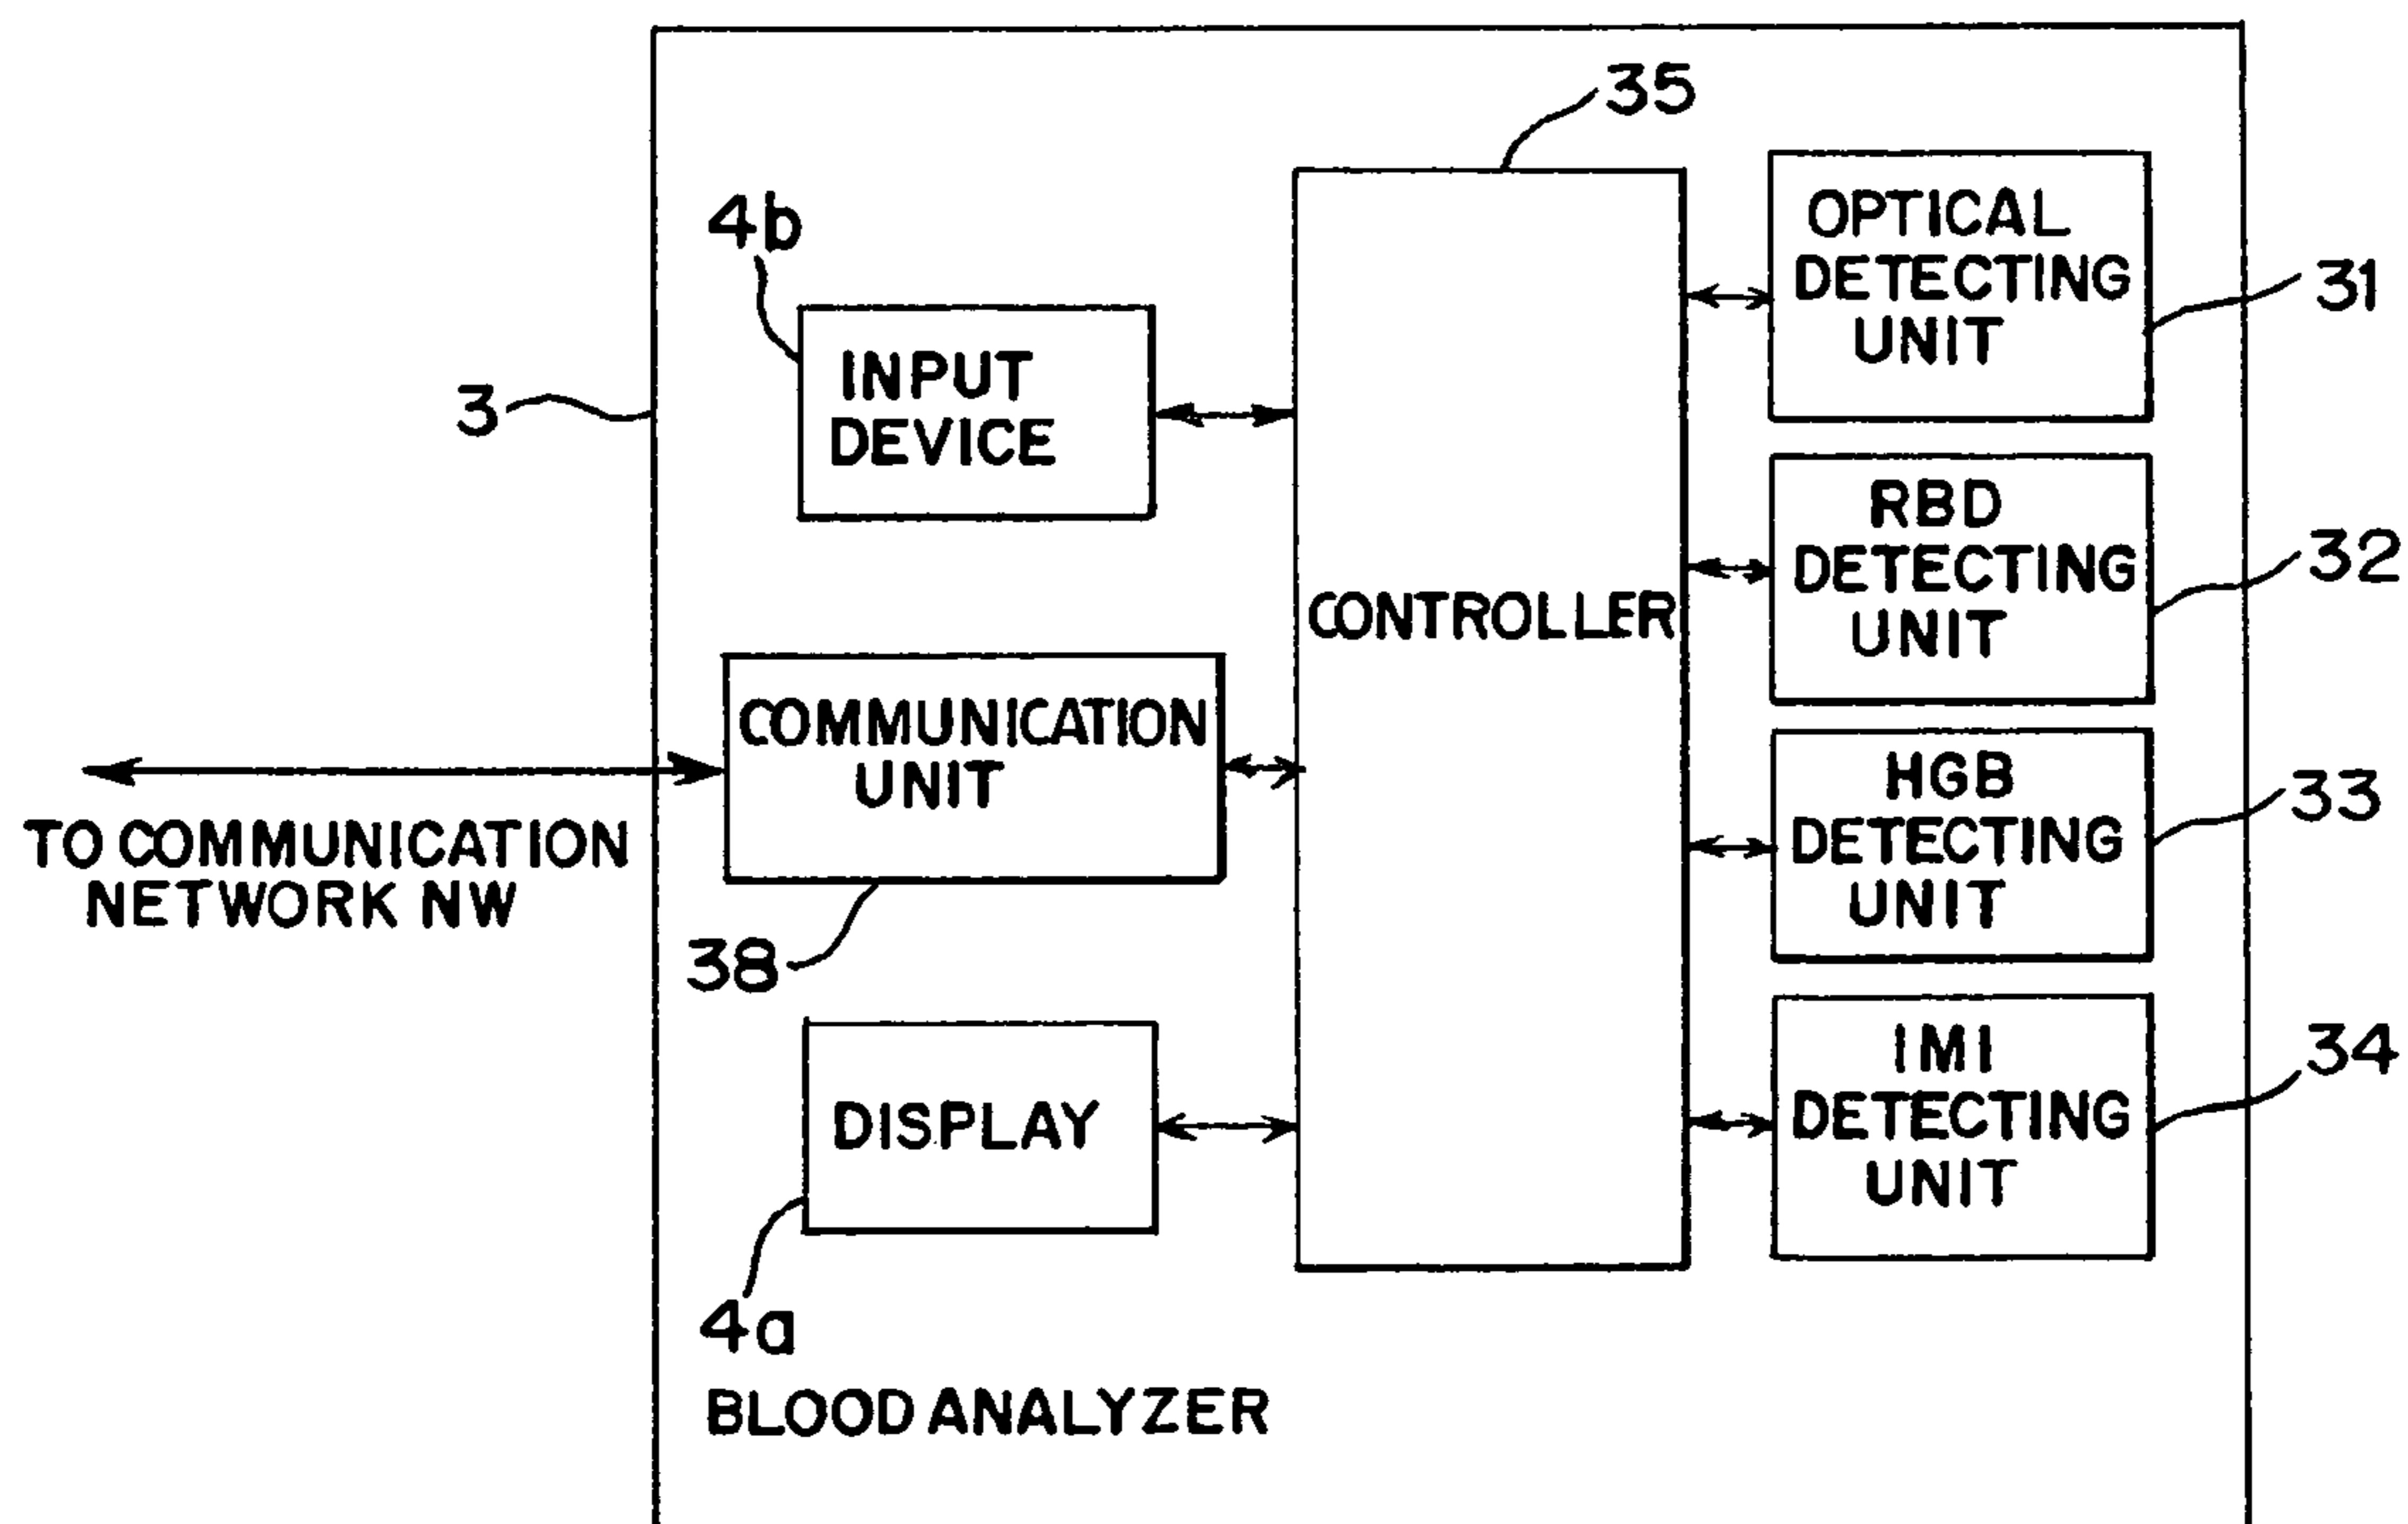 35
4b
OPTICAL
DETECTING
UNIT
31
INPUT
DEVICE
3
RBD
DETECTING
UNIT
32
CONTROLLER
COMMUNICATION
UNIT
HGB
DETECTING
UNIT
33
TO COMMUNICATION
NETWORK NW
38
IMI
DETECTING
UNIT
34
DISPLAY
4a
BLOOD ANALYZER